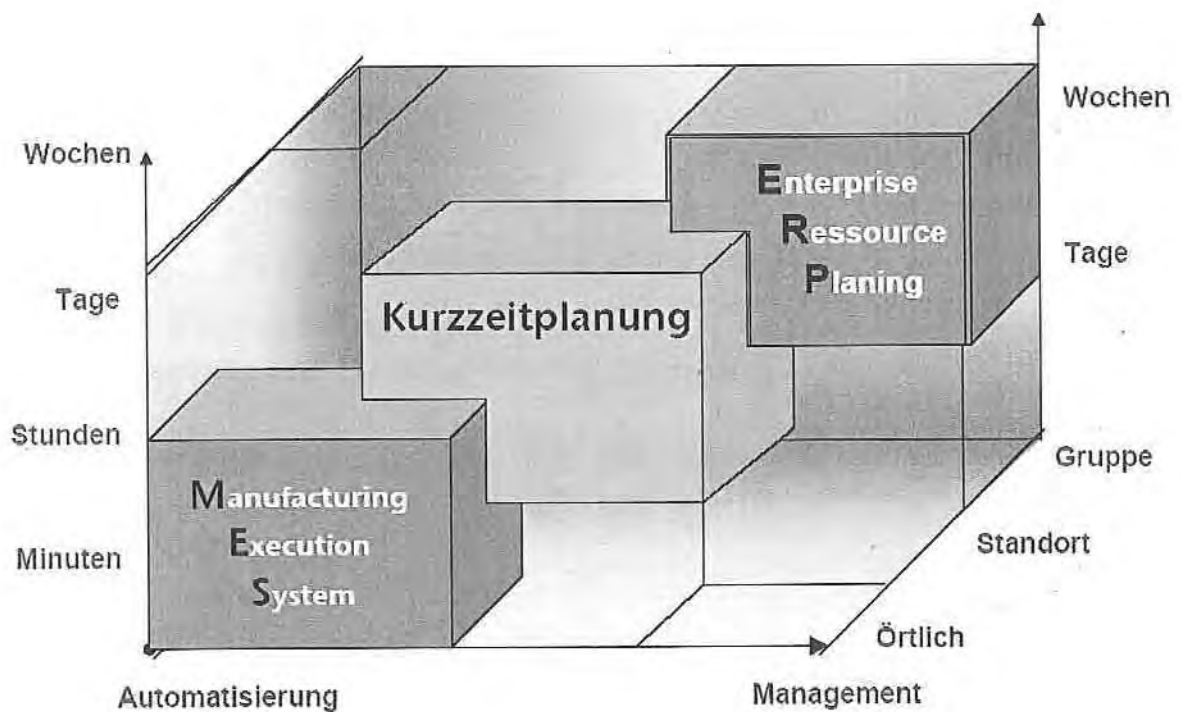 Wochen
Wochen
Enterprise
Ressource
Planing
Tage
Tage
Kurzzeitplanung
Stunden
Gruppe
Manufacturing
Execution
System
Minuten
Standort
Örtlich
Automatisierung
Management